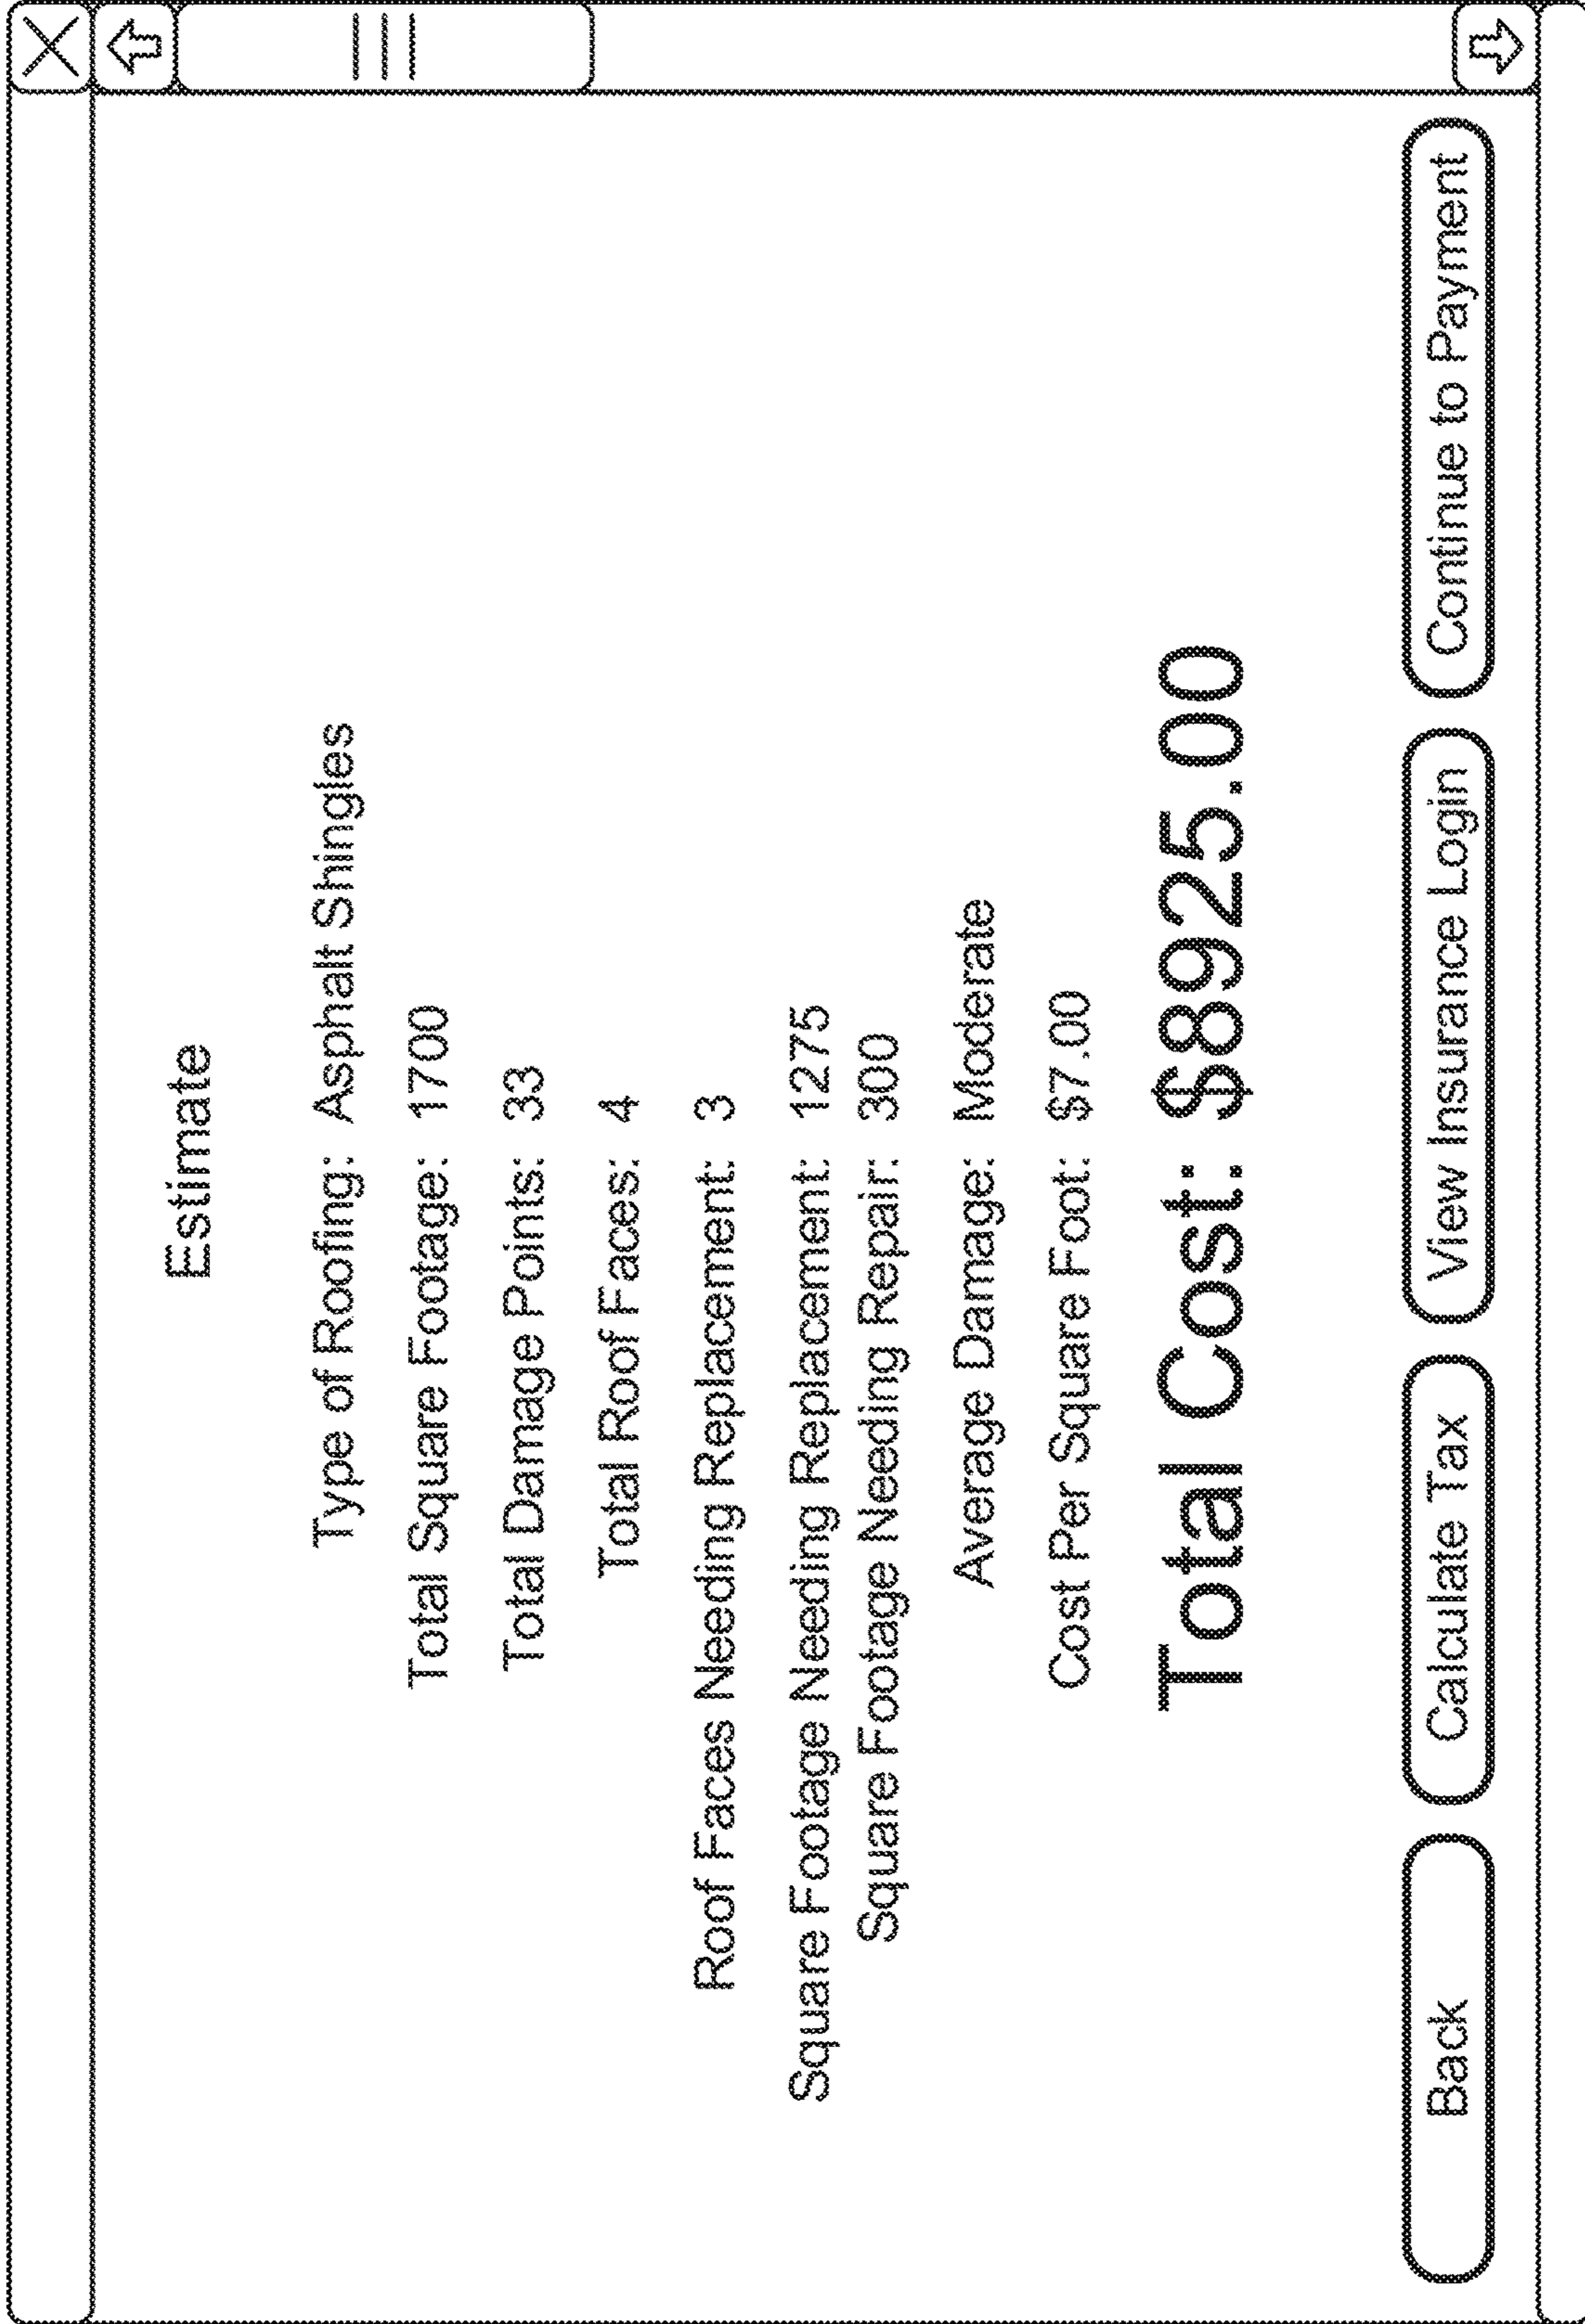 Estimate
Type of Roofing: Asphalt Shingles
Total Square Footage: 1700
Total Damage Points: 33
Total Roof Faces: 4
Roof Faces Needing Replacement: 3
Square Footage Needing Replacement: 1275
Square Footage Needing Repair: 300
Average Damage: Moderate
Cost Per Square Foot: $7.00
Total Cost: $8925.00
Back Calculate Tax View Insurance Login Continue to Payment